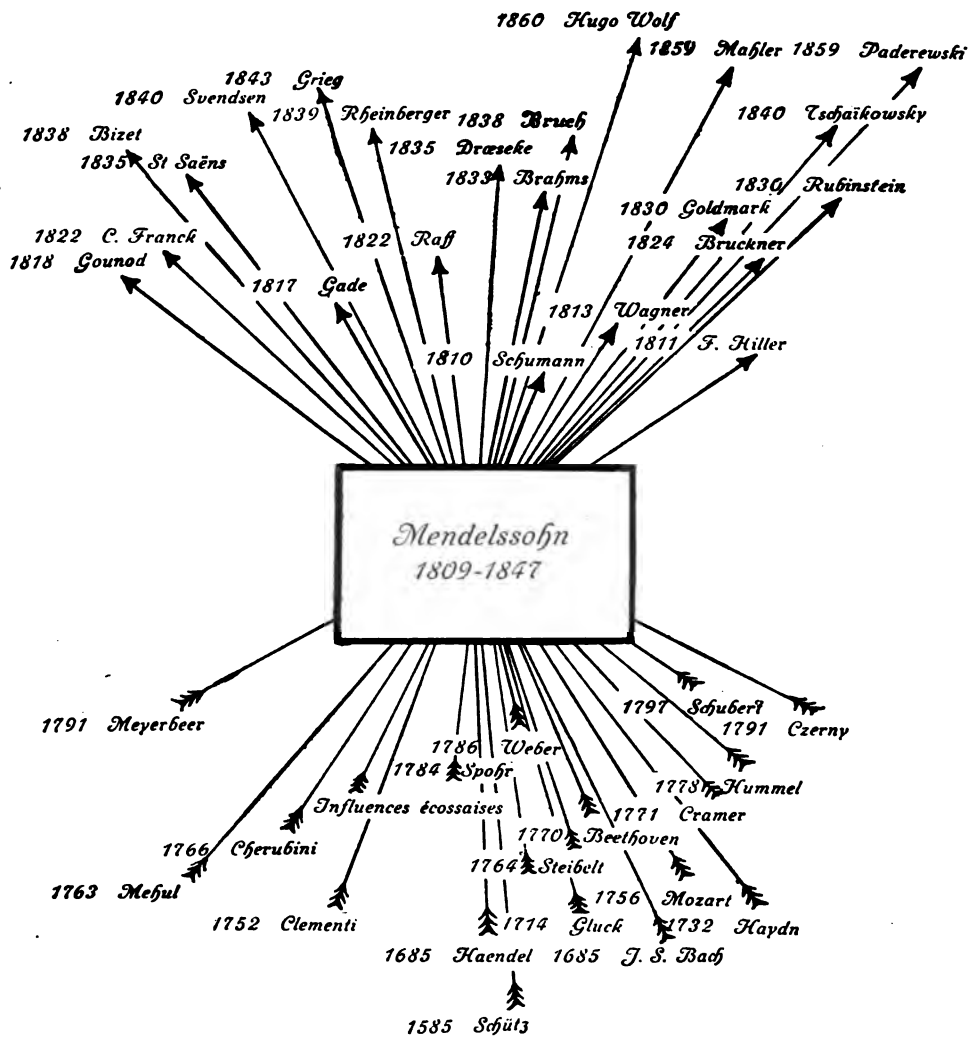 1860 Hugo Wolf
1859 Mahler
1859 Paderewski
1843 Grieg
1840 Svendsen
1839 Rheinberger
1838 Bruch
1840 Tschaïkowsky
1838 Bizet
1835 Dræseke
1835 St Saëns
1833 Brahms
1830 Rubinstein
1830 Goldmark
1822 C. Franck
1822 Raff
1824 Bruckner
1818 Gounod
1817 Gade
1813 Wagner
1811 F. Hiller
1810 Schumann
Mendelssohn
1809-1847
1791 Meyerbeer
1797 Schubert
1791 Czerny
1786 Weber
1784 Spohr
1778 Hummel
Influences écossaises
1771 Cramer
1770 Beethoven
1766 Cherubini
1764 Steibelt
1763 Mehul
1756 Mozart
1752 Clementi
1714 Gluck
1732 Haydn
1685 Haendel
1685 J. S. Bach
1585 Schütz